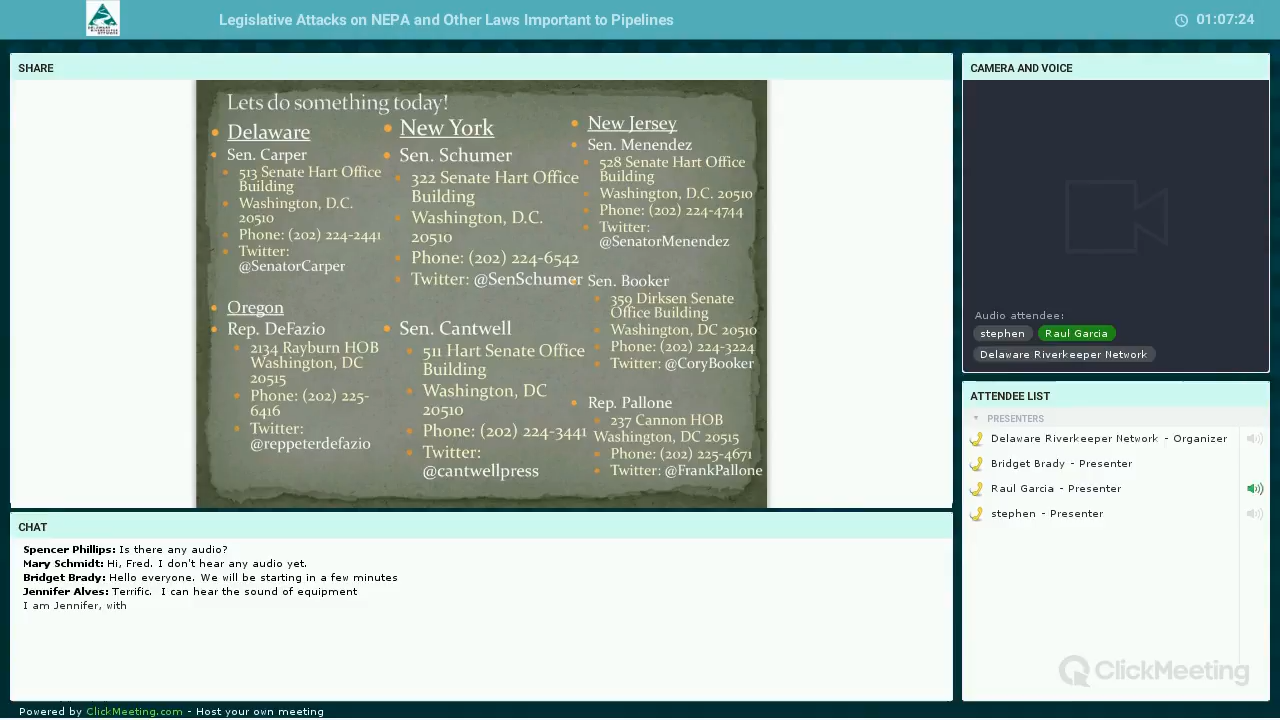 Legislative Attacks on NEPA and Other Laws Important to Pipelines
01:07:24
SHARE
Lets do something today!
Delaware
Sen. Carper
513 Senate Hart Office
Building
Washington, D.C.
20510
Phone: (202) 224-2441
Twitter:
@SenatorCarper
Oregon
Rep. DeFazio
2134 Rayburn HOB
Washington, DC
20515
Phone: (202) 225-
6416
Twitter:
@reppeterdefazio
New York
Sen. Schumer
322 Senate Hart Office
Building
Washington, D.C.
20510
Phone: (202) 224-6542
Twitter: @SenSchumer
Sen. Cantwell
511 Hart Senate Office
Building
Washington, DC
20510
Phone: (202) 224-3441
Twitter:
@cantwellpress
New Jersey
Sen. Menendez
528 Senate Hart Office
Building
Washington, D.C. 20510
Phone: (202) 224-4744
Twitter:
@SenatorMenendez
Sen. Booker
359 Dirksen Senate
Office Building
Washington, DC 20510
Phone: (202) 224-3224
Twitter: @CoryBooker
Rep. Pallone
237 Cannon HOB
Washington, DC 20515
Phone: (202) 225-4671
Twitter: @FrankPallone
CAMERA AND VOICE
Audio attendee:
stephen
Raul Garcia
Delaware Riverkeeper Network
ATTENDEE LIST
PRESENTERS
Delaware Riverkeeper Network - Organizer
Bridget Brady - Presenter
Raul Garcia - Presenter
stephen - Presenter
ClickMeeting
CHAT
Spencer Phillips: Is there any audio?
Mary Schmidt: Hi, Fred. I don't hear any audio yet.
Bridget Brady: Hello everyone. We will be starting in a few minutes
Jennifer Alves: Terrific. I can hear the sound of equipment
I am Jennifer, with
Powered by ClickMeeting.com - Host your own meeting